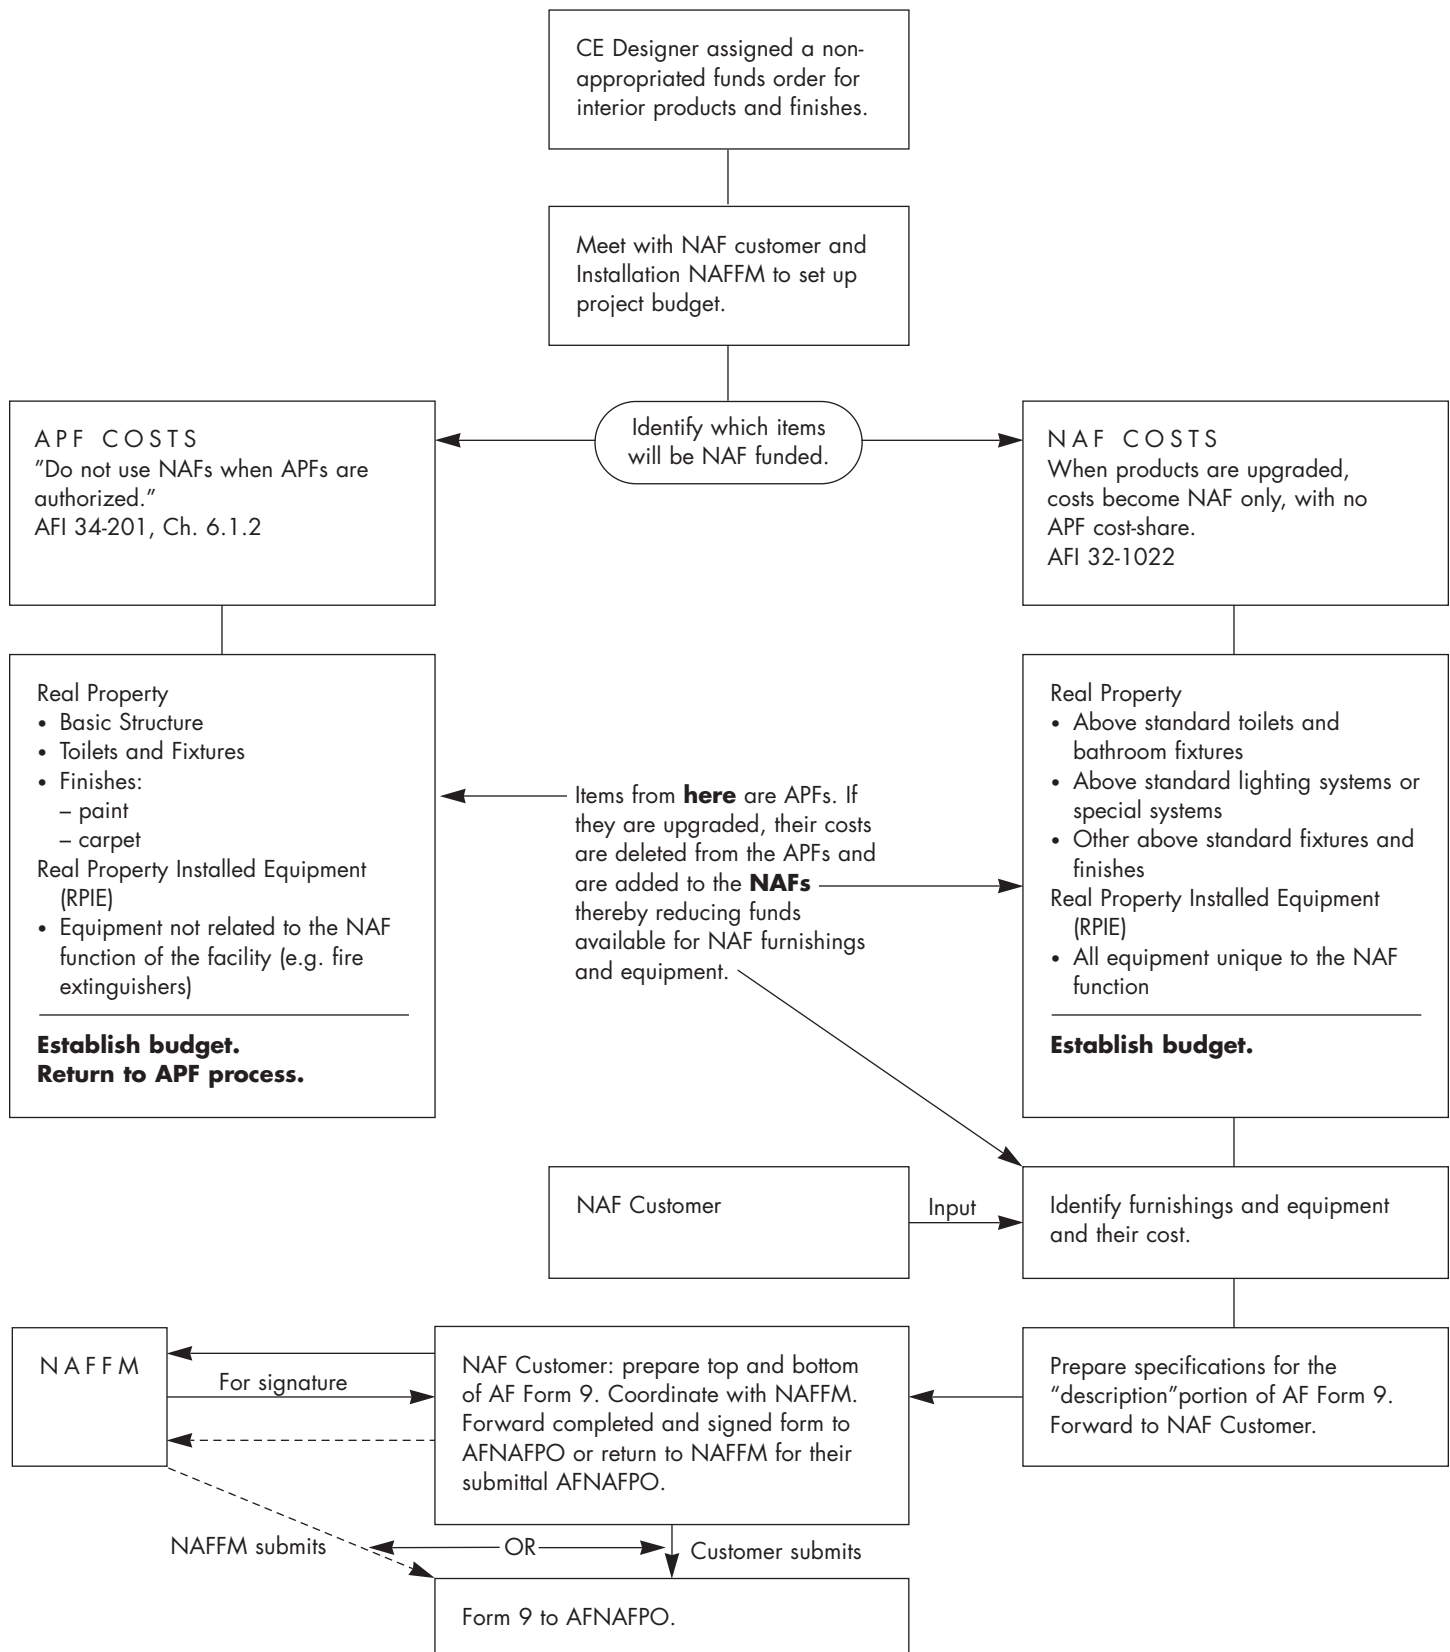 CE Designer assigned a non-
appropriated funds order for
interior products and finishes.
Meet with NAF customer and
Installation NAFFM to set up
project budget.
Identify which items
will be NAF funded.
APF COSTS
"Do not use NAFs when APFs are
authorized."
AFI 34-201, Ch. 6.1.2
NAF COSTS
When products are upgraded,
costs become NAF only, with no
APF cost-share.
AFI 32-1022
Real Property
• Basic Structure
• Toilets and Fixtures
• Finishes:
– paint
– carpet
Real Property Installed Equipment
(RPIE)
• Equipment not related to the NAF
function of the facility (e.g. fire
extinguishers)
Establish budget.
Return to APF process.
Items from here are APFs. If
they are upgraded, their costs
are deleted from the APFs and
are added to the NAFs
thereby reducing funds
available for NAF furnishings
and equipment.
Real Property
• Above standard toilets and
bathroom fixtures
• Above standard lighting systems or
special systems
• Other above standard fixtures and
finishes
Real Property Installed Equipment
(RPIE)
• All equipment unique to the NAF
function
Establish budget.
NAF Customer
Input
Identify furnishings and equipment
and their cost.
Prepare specifications for the
"description"portion of AF Form 9.
Forward to NAF Customer.
NAF Customer: prepare top and bottom
of AF Form 9. Coordinate with NAFFM.
Forward completed and signed form to
AFNAFPO or return to NAFFM for their
submittal AFNAFPO.
NAFFM
For signature
NAFFM submits
OR
Customer submits
Form 9 to AFNAFPO.